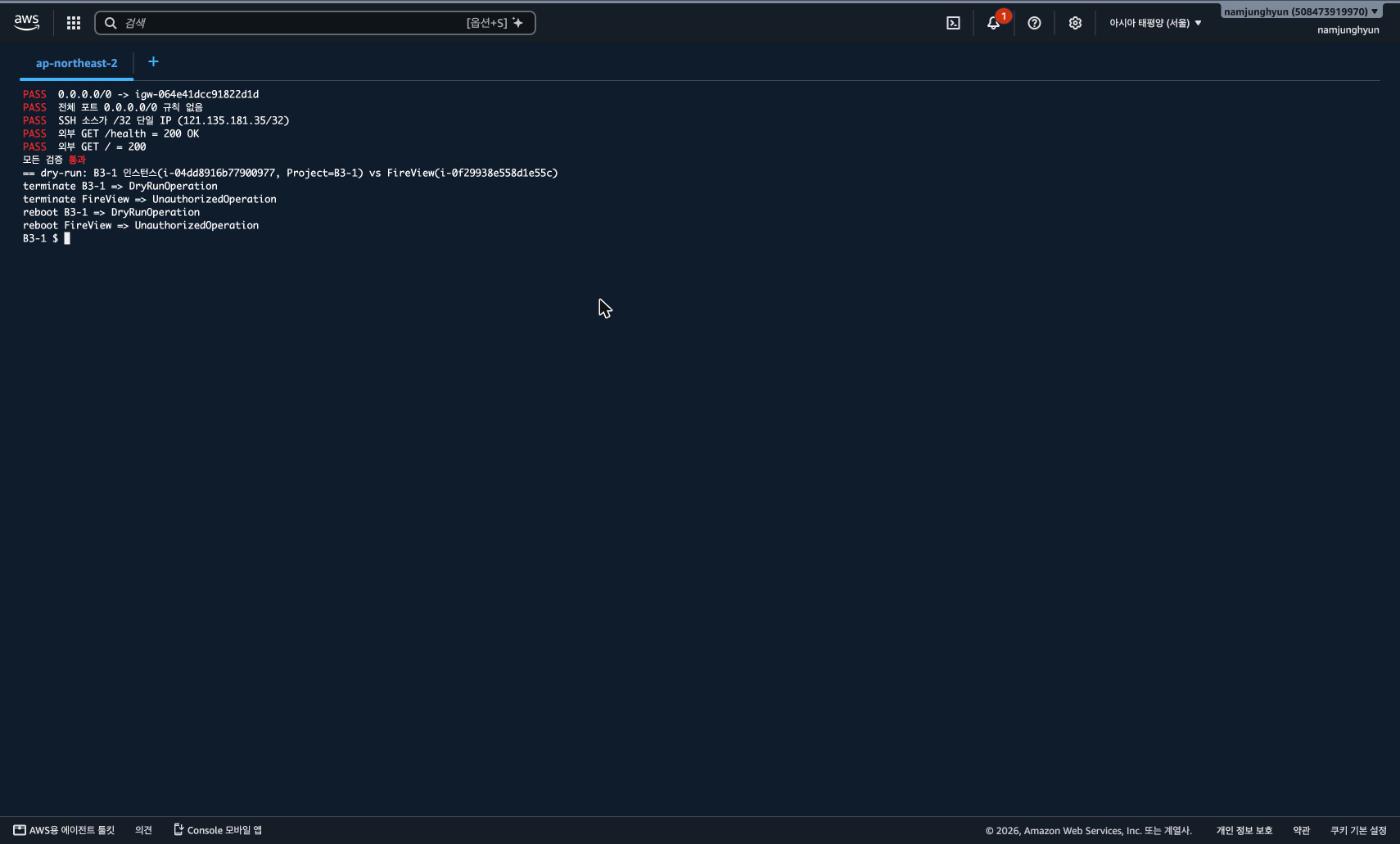 aws
검색
[옵션+S]
1
아시아 태평양 (서울) ▼
namjunghyun (508473919970) ▼
namjunghyun
ap-northeast-2
+
PASS 0.0.0.0/0 -> igw-064e41dcc91822d1d
PASS 전체 포트 0.0.0.0/0 규칙 없음
PASS SSH 소스가 /32 단일 IP (121.135.181.35/32)
PASS 외부 GET /health = 200 OK
PASS 외부 GET / = 200
모든 검증 통과
== dry-run: B3-1 인스턴스(i-04dd8916b77900977, Project=B3-1) vs FireView(i-0f29938e558d1e55c)
terminate B3-1 => DryRunOperation
terminate FireView => UnauthorizedOperation
reboot B3-1 => DryRunOperation
reboot FireView => UnauthorizedOperation
B3-1 $
AWS용 에이전트 툴킷
의견
Console 모바일 앱
© 2026, Amazon Web Services, Inc. 또는 계열사.
개인 정보 보호
약관
쿠키 기본 설정